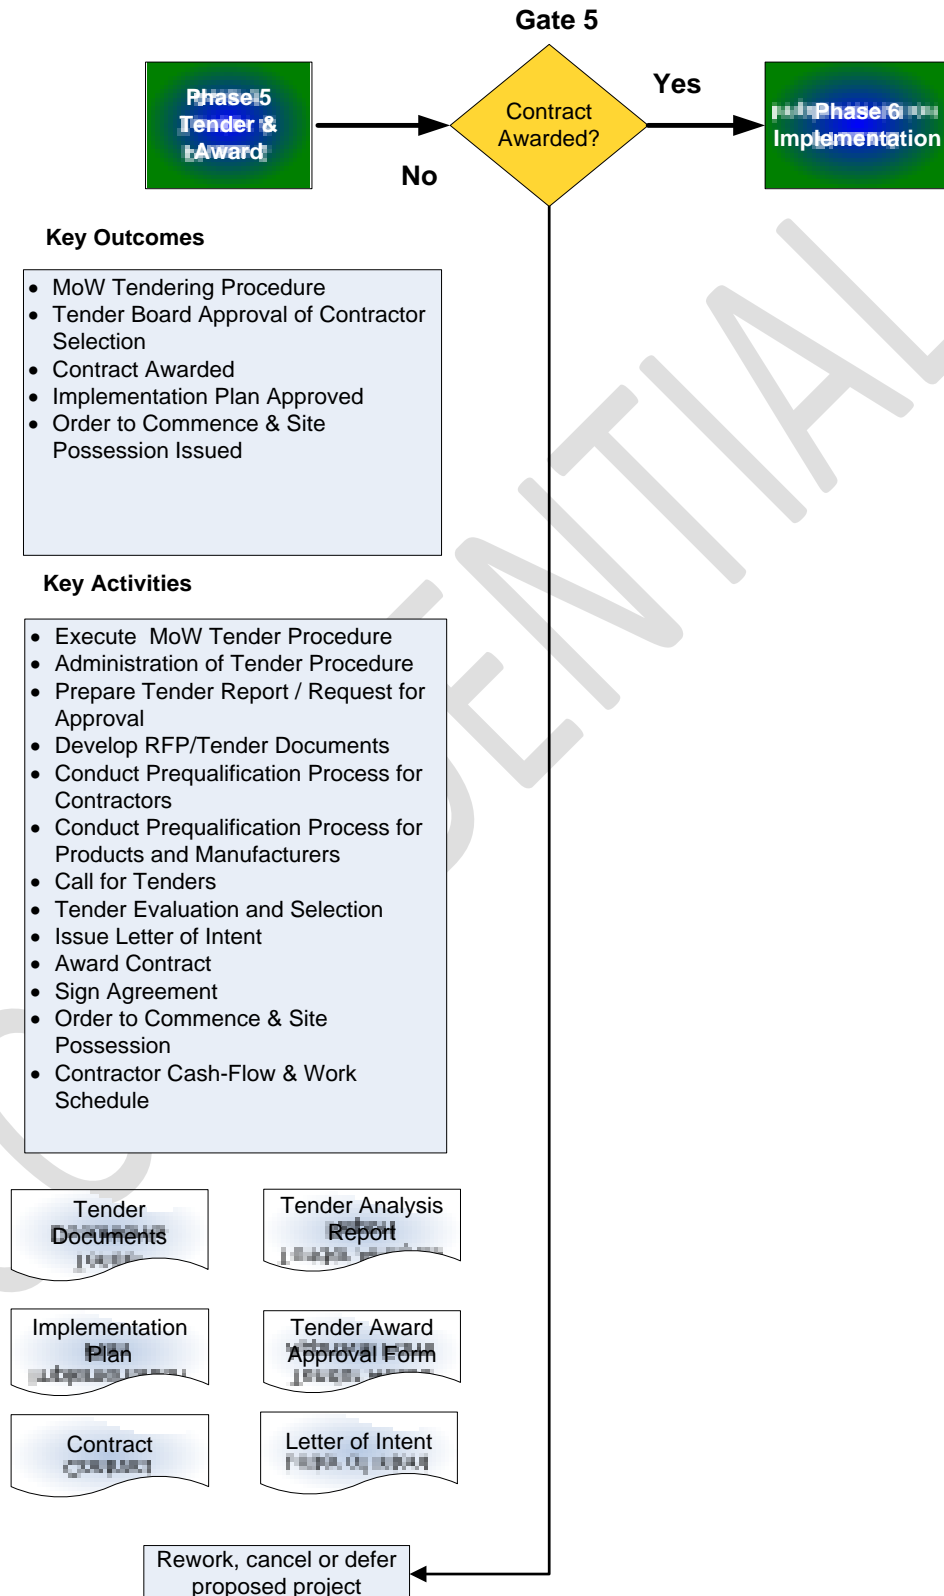 Gate 5
Phase 5
Tender &
Award
Contract
Awarded?
Yes
No
Phase 6
Implementation
Key Outcomes
• MoW Tendering Procedure
• Tender Board Approval of Contractor
Selection
• Contract Awarded
• Implementation Plan Approved
• Order to Commence & Site
Possession Issued
Key Activities
• Execute MoW Tender Procedure
• Administration of Tender Procedure
• Prepare Tender Report / Request for
Approval
• Develop RFP/Tender Documents
• Conduct Prequalification Process for
Contractors
• Conduct Prequalification Process for
Products and Manufacturers
• Call for Tenders
• Tender Evaluation and Selection
• Issue Letter of Intent
• Award Contract
• Sign Agreement
• Order to Commence & Site
Possession
• Contractor Cash-Flow & Work
Schedule
Tender
Documents
Tender Analysis
Report
Implementation
Plan
Tender Award
Approval Form
Contract
Letter of Intent
Rework, cancel or defer
proposed project